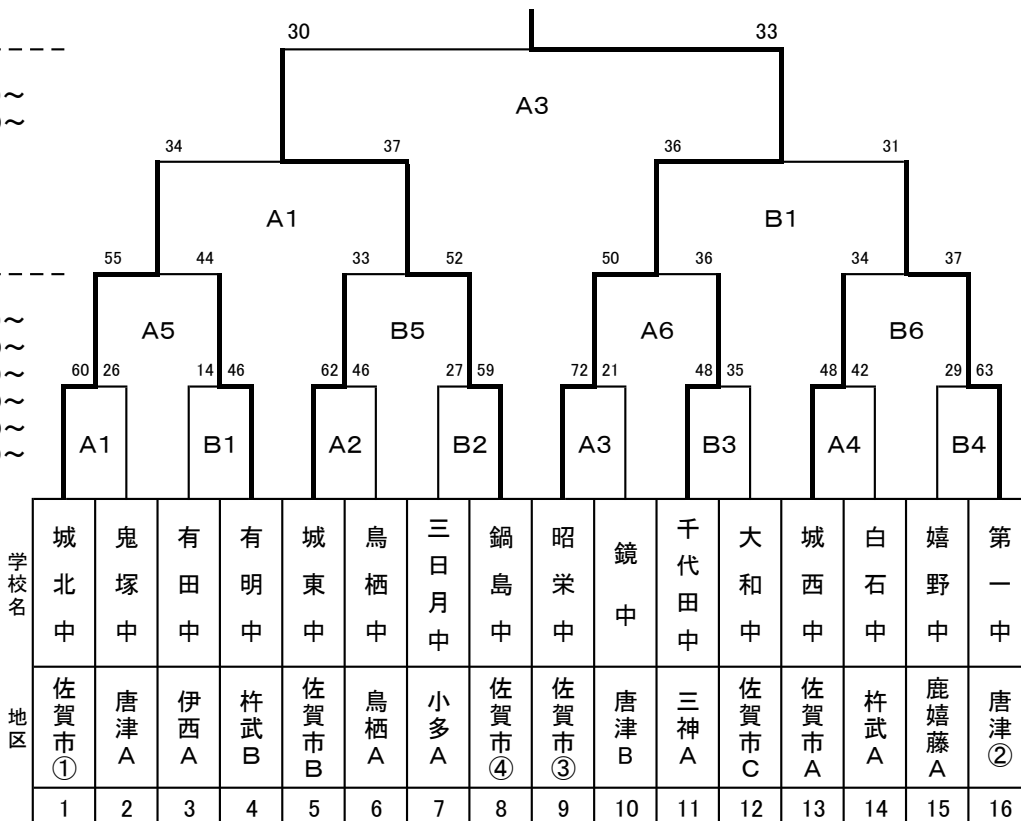 30 33
～
A3
～
34 37 36 31
A1 B1
55 44 33 52 50 36 34 37
～
A5 B5 A6 B6
～
60 26 14 46 62 46 27 59 72 21 48 35 48 42 29 63
～
～
～
A1 B1 A2 B2 A3 B3 A4 B4
～
学校名 城北中 鬼塚中 有田中 有明中 城東中 鳥栖中 三日月中 鍋島中 昭栄中 鏡中 千代田中 大和中 城西中 白石中 嬉野中 第一中
地区 佐賀市① 唐津A 伊西A 杵武B 佐賀市B 鳥栖A 小多A 佐賀市④ 佐賀市③ 唐津B 三神A 佐賀市C 佐賀市A 杵武A 鹿嬉藤A 唐津②
1 2 3 4 5 6 7 8 9 10 11 12 13 14 15 16